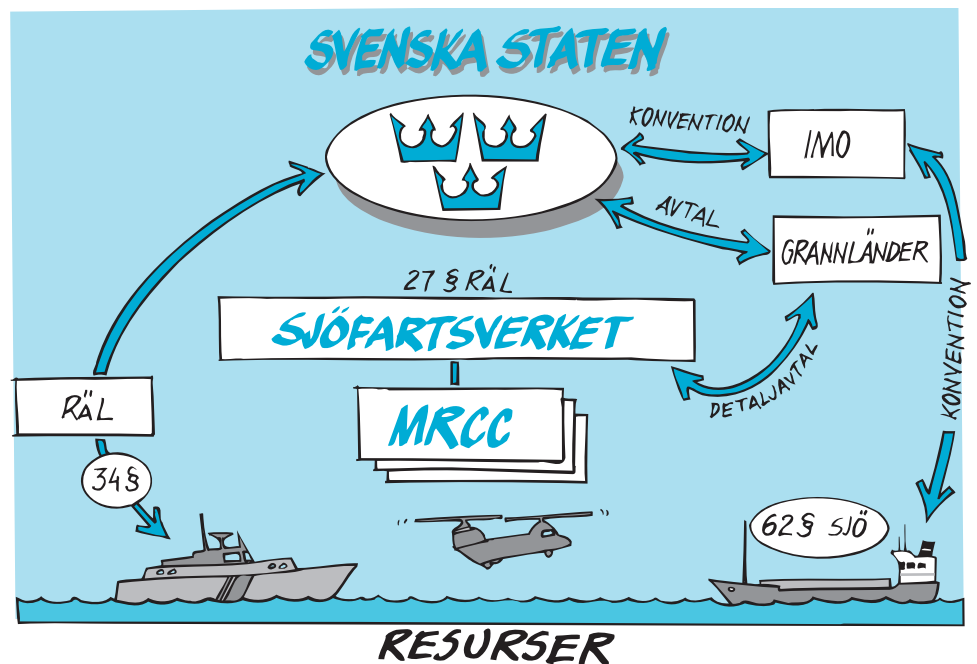 SVENSKA STATEN
KONVENTION
IMO
AVTAL
GRANNLÄNDER
27 § RÄL
SJÖFARTSVERKET
DETALJAVTAL
KONVENTION
RÄL
MRCC
34 §
62 § SJÖ
RESURSER